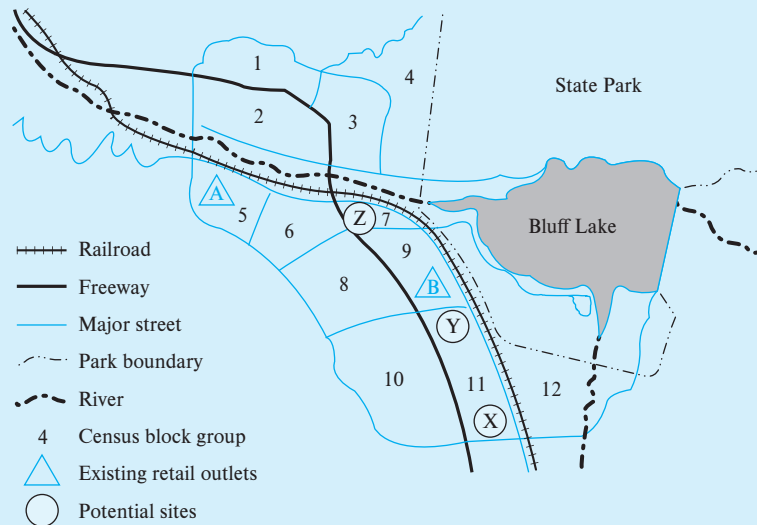 1
4
State Park
2
3
A
5
Z
7
6
Bluff Lake
9
8
B
Y
10
11
12
X
Railroad
Freeway
Major street
Park boundary
River
4 Census block group
Existing retail outlets
Potential sites